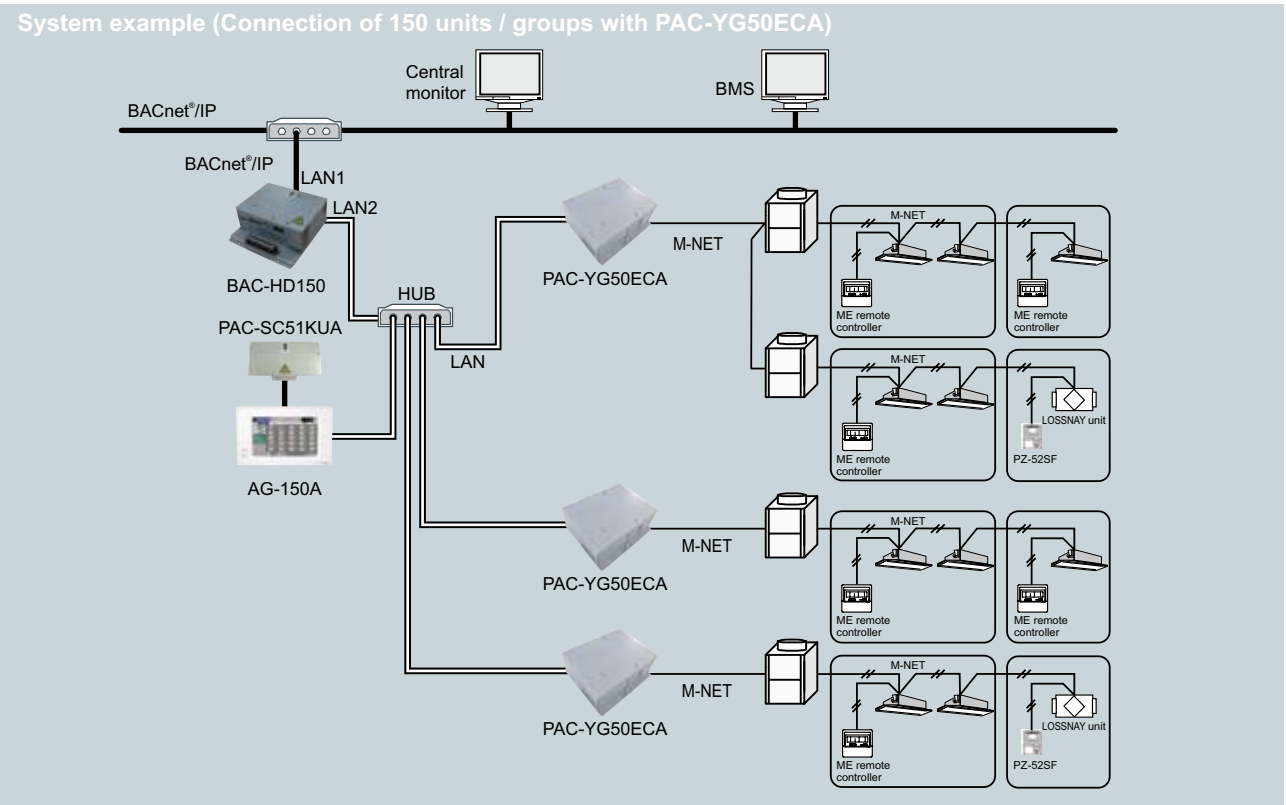 System example (Connection of 150 units / groups with PAC-YG50ECA)
Central
monitor
BMS
BACnet®/IP
BACnet®/IP
LAN1
LAN2
BAC-HD150
HUB
PAC-SC51KUA
LAN
AG-150A
PAC-YG50ECA
M-NET
M-NET
ME remote
controller
ME remote
controller
M-NET
ME remote
controller
LOSSNAY unit
PZ-52SF
PAC-YG50ECA
M-NET
M-NET
ME remote
controller
ME remote
controller
PAC-YG50ECA
M-NET
M-NET
ME remote
controller
LOSSNAY unit
PZ-52SF